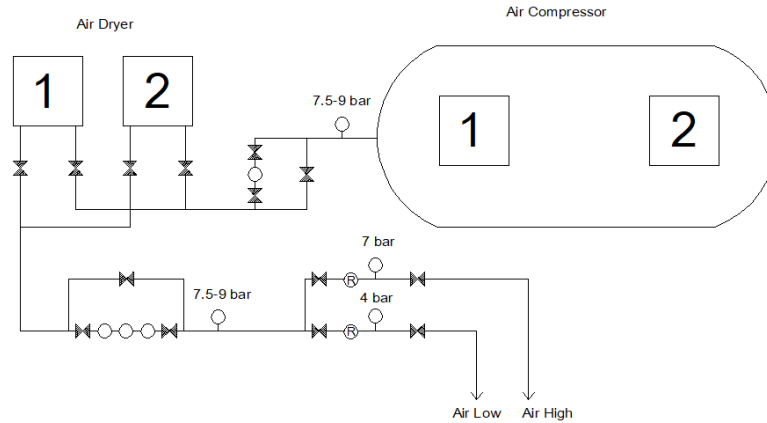 Air Compressor
Air Dryer
1
2
7.5-9 bar
1
2
7 bar
7.5-9 bar
4 bar
R
R
Air Low
Air High